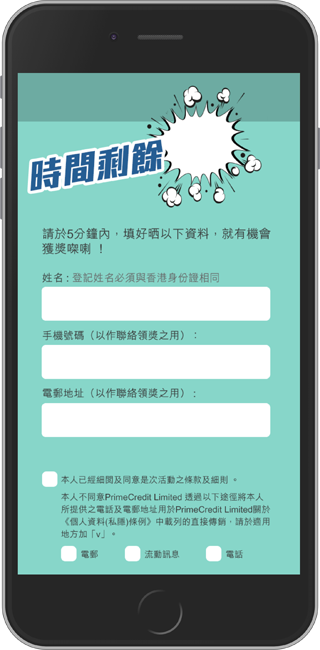 時間剩餘
請於5分鐘內，填好晒以下資料，就有機會
獲獎㗎喇 ！
姓名 : 登記姓名必須與香港身份證相同
手機號碼（以作聯絡領獎之用）：
電郵地址（以作聯絡領獎之用） :
本人已經細閱及同意是次活動之條款及細則 。
本人不同意PrimeCredit Limited 透過以下途徑將本人
所提供之電話及電郵地址用於PrimeCredit Limited關於
《個人資料(私隱)條例》中載列的直接傳銷，請於適用
地方加「v」。
電郵 流動訊息 電話